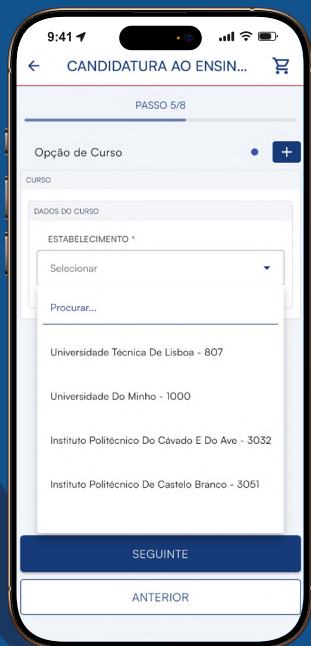 9:41
CANDIDATURA AO ENSIN...
PASSO 5/8
Opção de Curso
+
CURSO
DADOS DO CURSO
ESTABELECIMENTO *
Selecionar
Procurar...
Universidade Técnica De Lisboa - 807
Universidade Do Minho - 1000
Instituto Politécnico Do Cávado E Do Ave - 3032
Instituto Politécnico De Castelo Branco - 3051
SEGUINTE
ANTERIOR